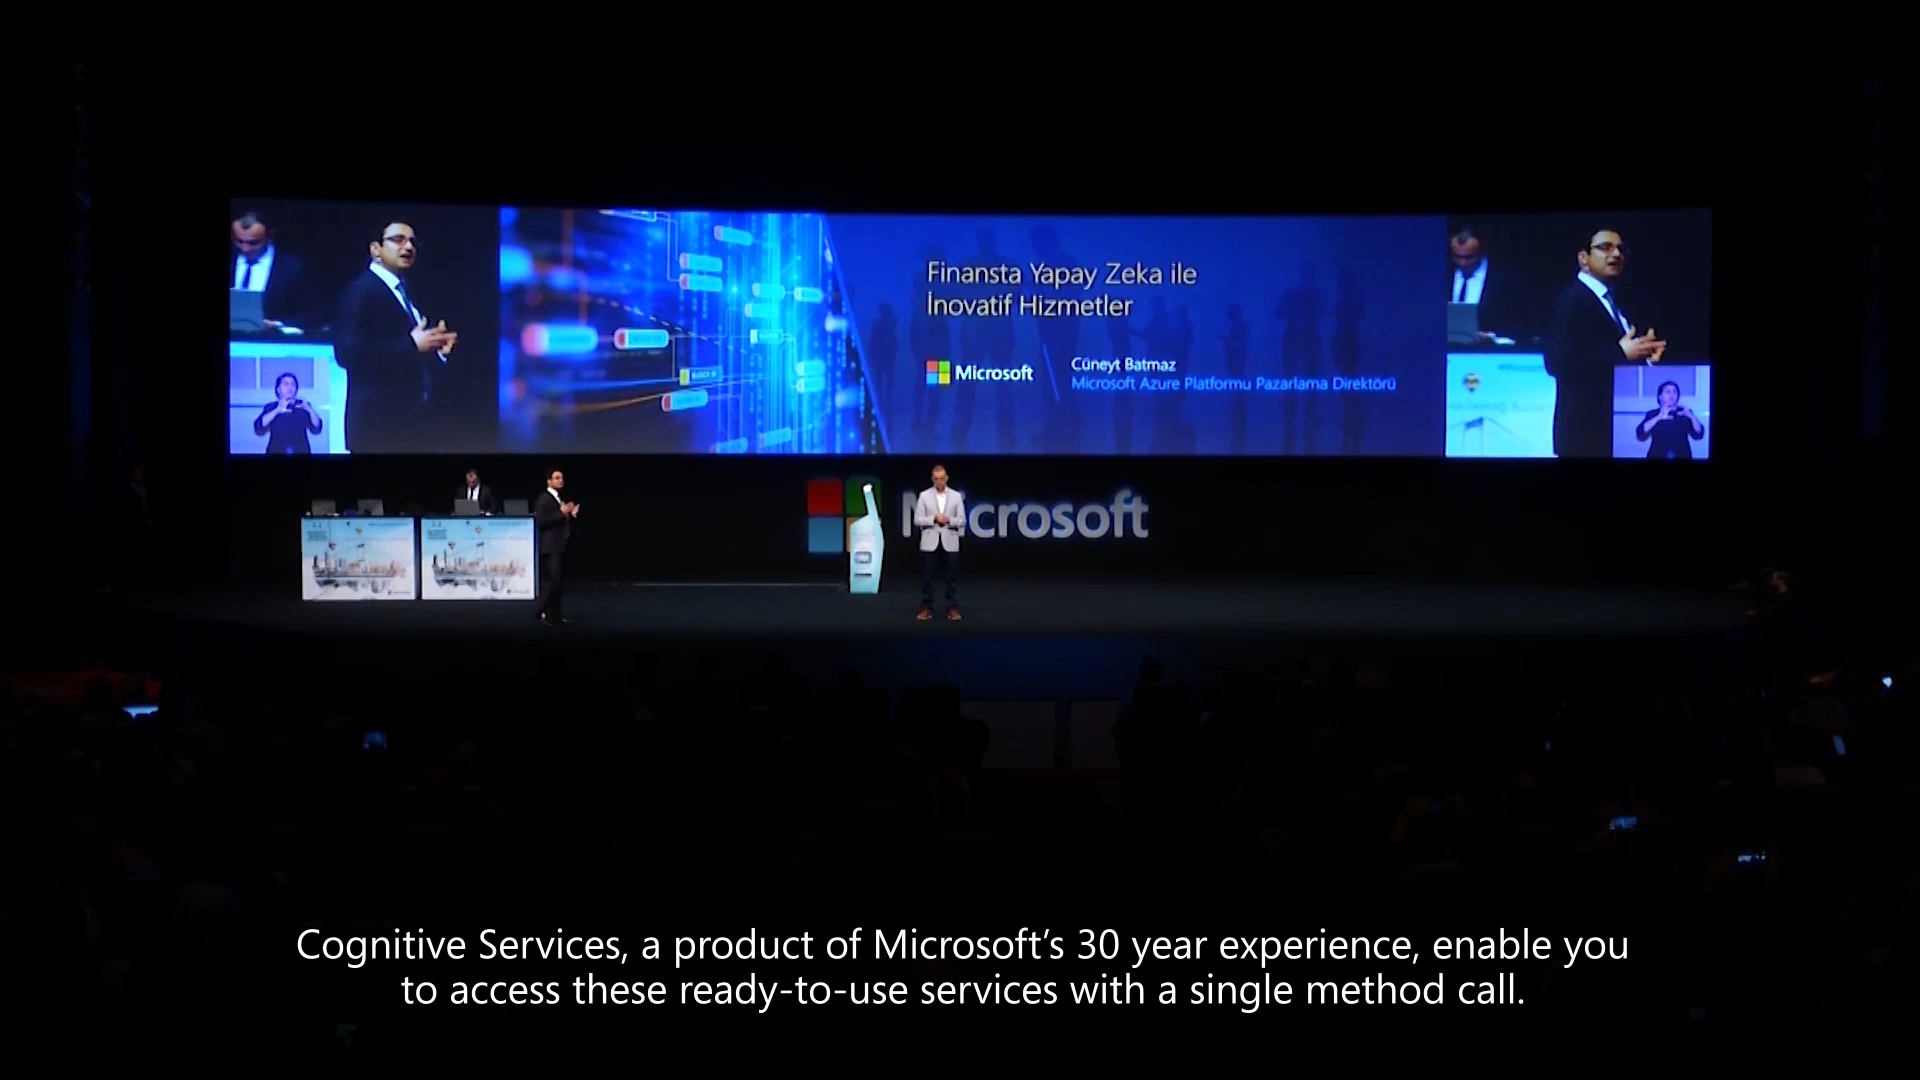 Finansta Yapay Zeka ile
İnovatif Hizmetler
Microsoft
Cüneyt Batmaz
Microsoft Azure Platformu Pazarlama Direktörü
Microsoft
Cognitive Services, a product of Microsoft’s 30 year experience, enable you
to access these ready-to-use services with a single method call.